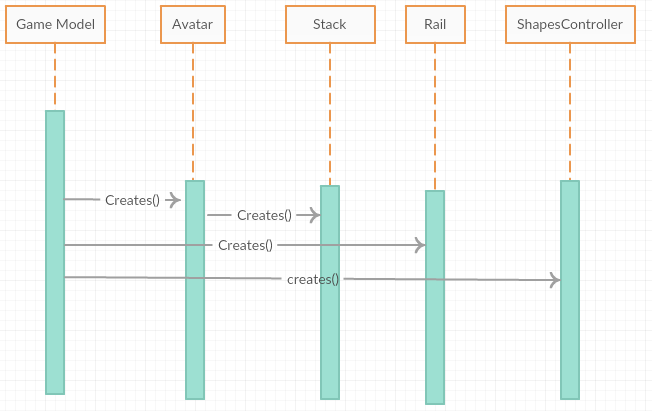 Game Model
Avatar
Stack
Rail
ShapesController
Creates()
Creates()
Creates()
creates()